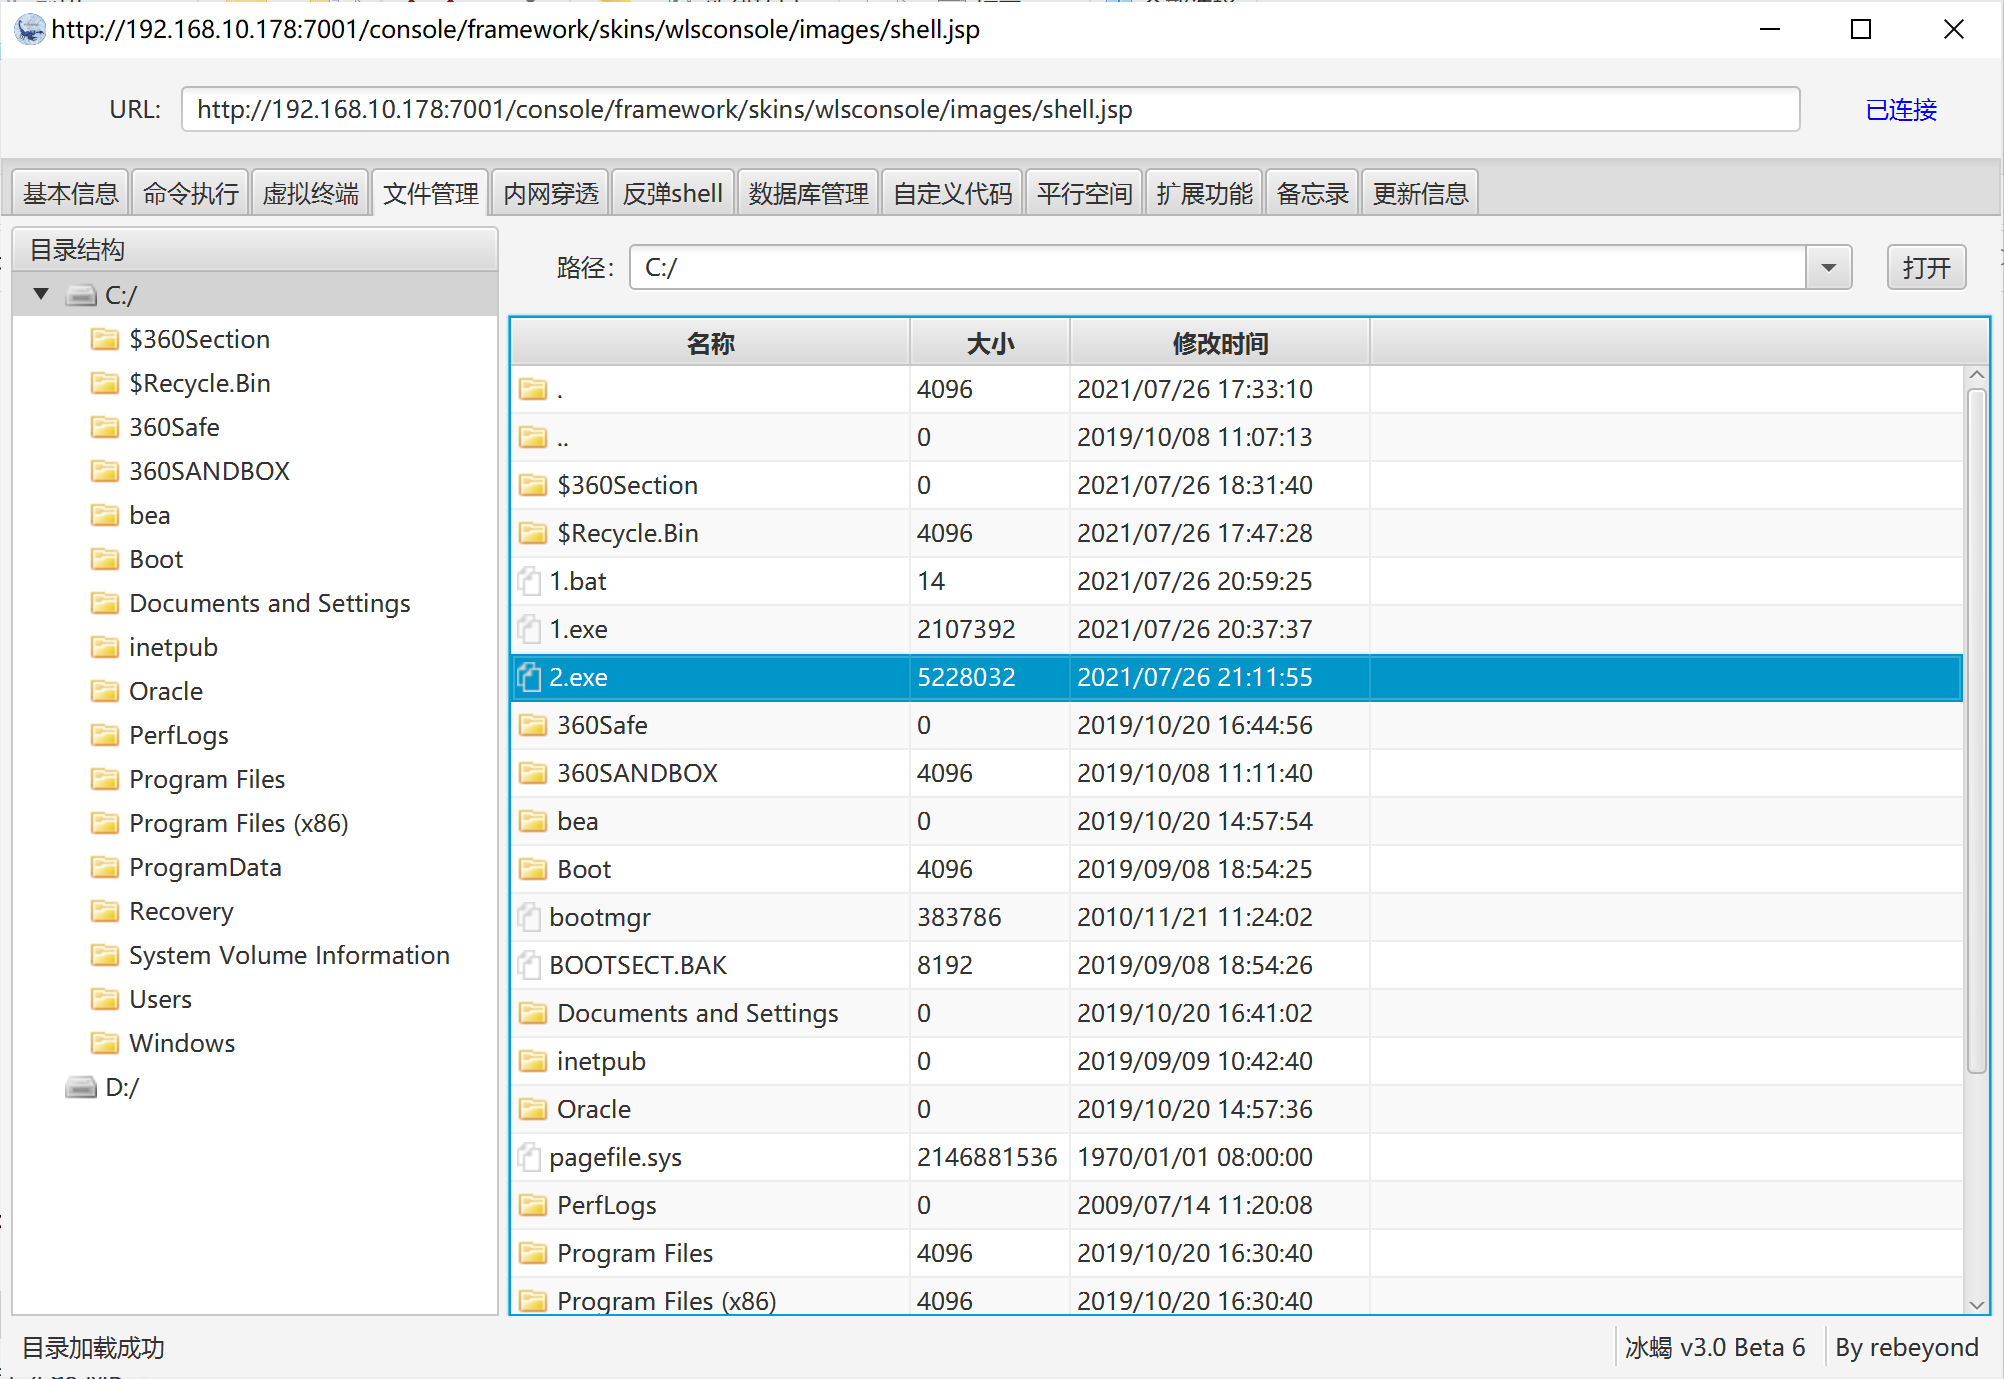 http://192.168.10.178:7001/console/framework/skins/wlsconsole/images/shell.jsp
URL: http://192.168.10.178:7001/console/framework/skins/wlsconsole/images/shell.jsp 已连接
基本信息 命令执行 虚拟终端 文件管理 内网穿透 反弹shell 数据库管理 自定义代码 平行空间 扩展功能 备忘录 更新信息
目录结构
C:/
$360Section
$Recycle.Bin
360Safe
360SANDBOX
bea
Boot
Documents and Settings
inetpub
Oracle
PerfLogs
Program Files
Program Files (x86)
ProgramData
Recovery
System Volume Information
Users
Windows
D:/
路径: C:/ 打开
名称 大小 修改时间
. 4096 2021/07/26 17:33:10
.. 0 2019/10/08 11:07:13
$360Section 0 2021/07/26 18:31:40
$Recycle.Bin 4096 2021/07/26 17:47:28
1.bat 14 2021/07/26 20:59:25
1.exe 2107392 2021/07/26 20:37:37
2.exe 5228032 2021/07/26 21:11:55
360Safe 0 2019/10/20 16:44:56
360SANDBOX 4096 2019/10/08 11:11:40
bea 0 2019/10/20 14:57:54
Boot 4096 2019/09/08 18:54:25
bootmgr 383786 2010/11/21 11:24:02
BOOTSECT.BAK 8192 2019/09/08 18:54:26
Documents and Settings 0 2019/10/20 16:41:02
inetpub 0 2019/09/09 10:42:40
Oracle 0 2019/10/20 14:57:36
pagefile.sys 2146881536 1970/01/01 08:00:00
PerfLogs 0 2009/07/14 11:20:08
Program Files 4096 2019/10/20 16:30:40
Program Files (x86) 4096 2019/10/20 16:30:40
目录加载成功 冰蝎 v3.0 Beta 6 By rebeyond